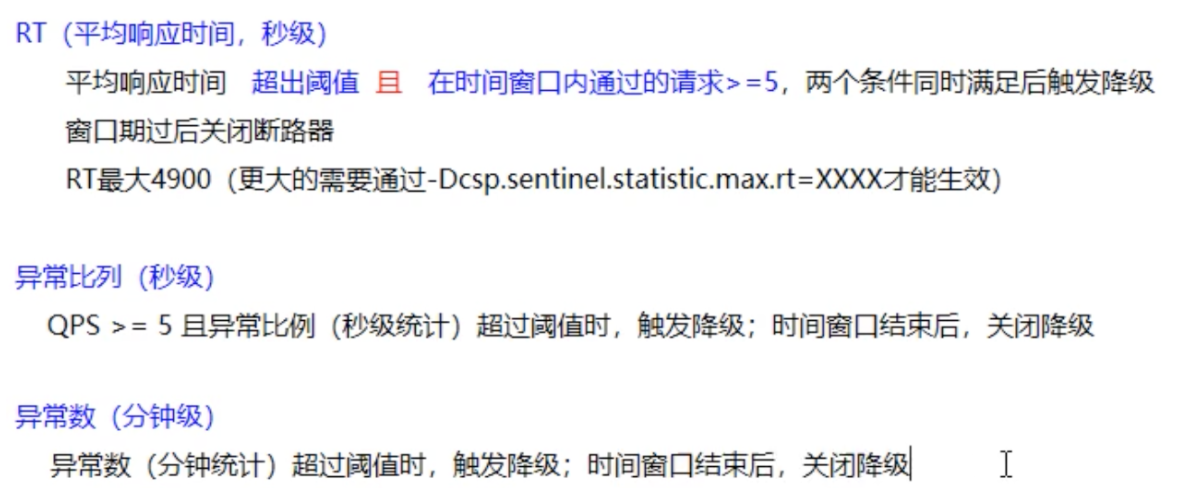 RT（平均响应时间，秒级）
平均响应时间 超出阈值 且 在时间窗口内通过的请求>=5，两个条件同时满足后触发降级
窗口期过后关闭断路器
RT最大4900（更大的需要通过-Dcsp.sentinel.statistic.max.rt=XXXX才能生效）
异常比列（秒级）
QPS >= 5 且异常比例（秒级统计）超过阈值时，触发降级；时间窗口结束后，关闭降级
异常数（分钟级）
异常数（分钟统计）超过阈值时，触发降级；时间窗口结束后，关闭降级